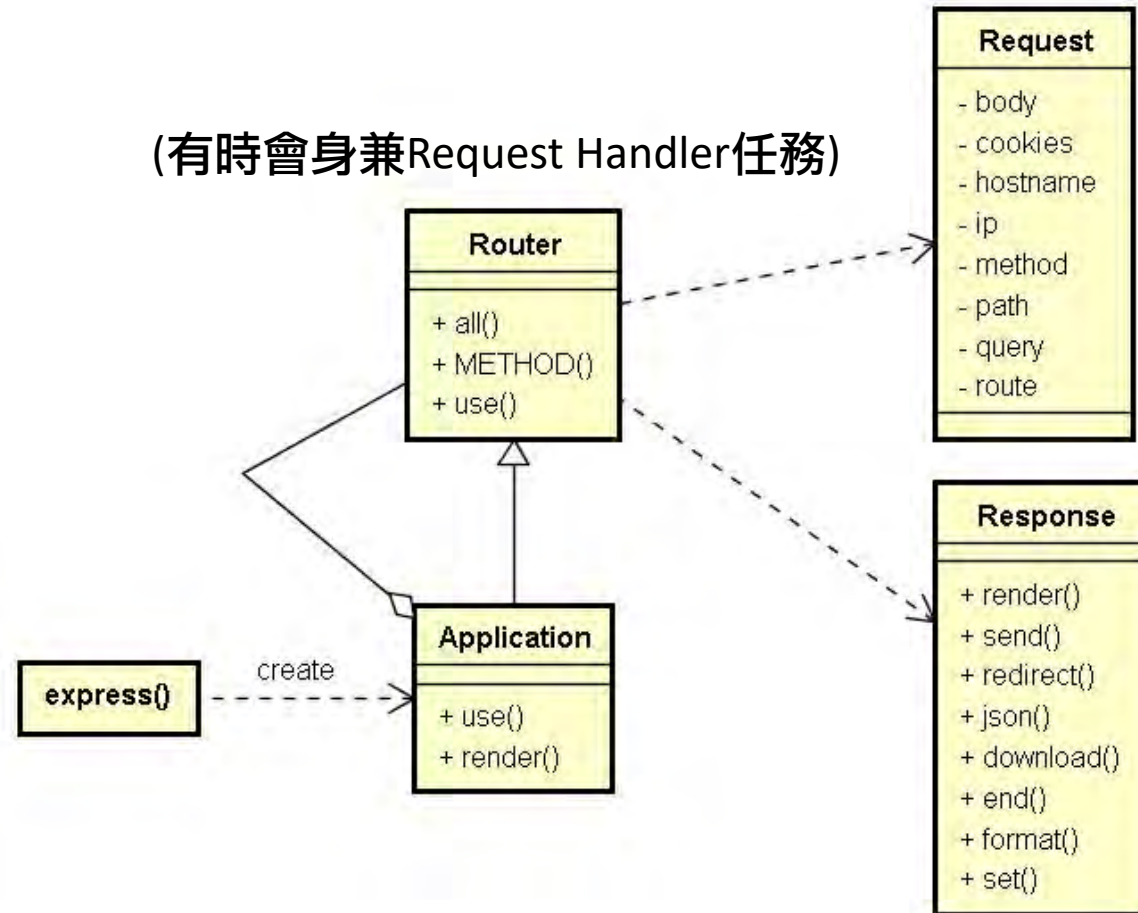 (有時會身兼Request Handler任務)
Router
+ all()
+ METHOD()
+ use()
Request
- body
- cookies
- hostname
- ip
- method
- path
- query
- route
express()
create
Application
+ use()
+ render()
Response
+ render()
+ send()
+ redirect()
+ json()
+ download()
+ end()
+ format()
+ set()